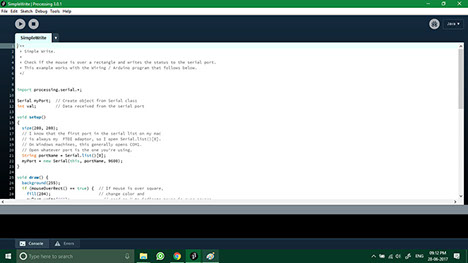 SimpleWrite | Processing 3.0.1
File Edit Sketch Debug Tools Help
Java
SimpleWrite
/**
* Simple Write.
*
* Check if the mouse is over a rectangle and writes the status to the serial port.
* This example works with the Wiring / Arduino program that follows below.
*/
import processing.serial.*;
Serial myPort; // Create object from Serial class
int val; // Data received from the serial port
void setup()
{
size(200, 200);
// I know that the first port in the serial list on my mac
// is always my FTDI adaptor, so I open Serial.list()[0].
// On Windows machines, this generally opens COM1.
// Open whatever port is the one you're using.
String portName = Serial.list()[0];
myPort = new Serial(this, portName, 9600);
}
void draw() {
background(255);
if (mouseOverRect() == true) { // If mouse is over square,
fill(204); // change color and
Console Errors
Type here to search
09:12 PM
28-06-2017